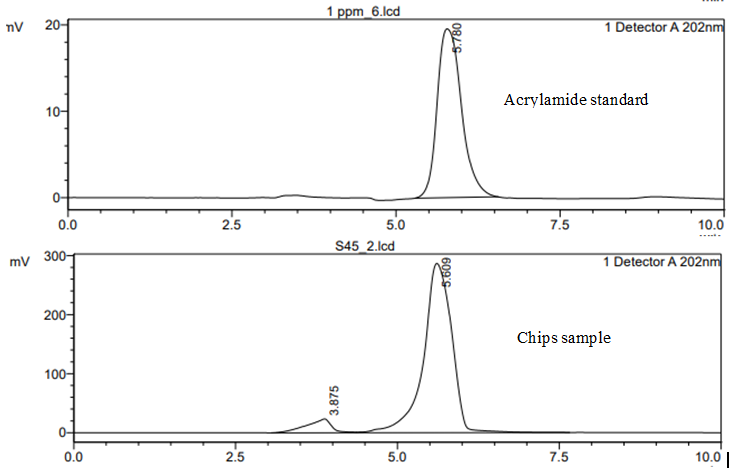 1 ppm_6.lcd
mV
20
1 Detector A 202nm
5.780
Acrylamide standard
10
0
0.0 2.5 5.0 7.5 10.0
S45_2.lcd
mV
300
1 Detector A 202nm
5.609
200
Chips sample
100
3.875
0
0.0 2.5 5.0 7.5 10.0